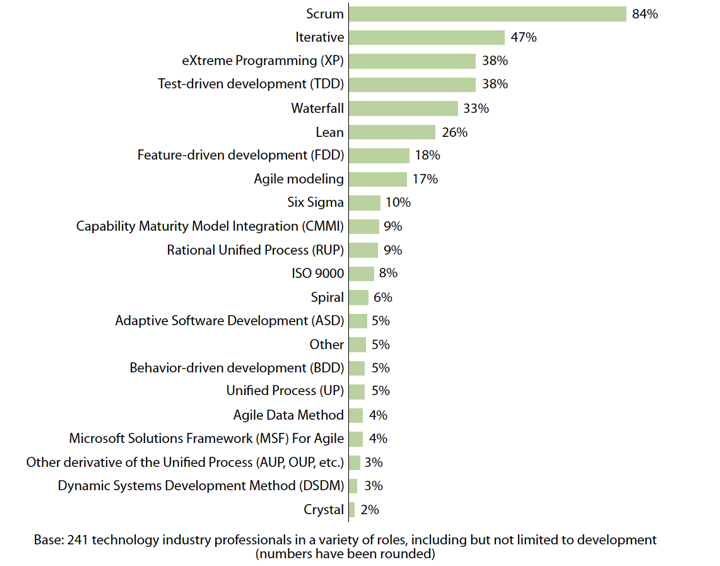 Scrum 84%
Iterative 47%
eXtreme Programming (XP) 38%
Test-driven development (TDD) 38%
Waterfall 33%
Lean 26%
Feature-driven development (FDD) 18%
Agile modeling 17%
Six Sigma 10%
Capability Maturity Model Integration (CMMI) 9%
Rational Unified Process (RUP) 9%
ISO 9000 8%
Spiral 6%
Adaptive Software Development (ASD) 5%
Other 5%
Behavior-driven development (BDD) 5%
Unified Process (UP) 5%
Agile Data Method 4%
Microsoft Solutions Framework (MSF) For Agile 4%
Other derivative of the Unified Process (AUP, OUP, etc.) 3%
Dynamic Systems Development Method (DSDM) 3%
Crystal 2%
Base: 241 technology industry professionals in a variety of roles, including but not limited to development
(numbers have been rounded)